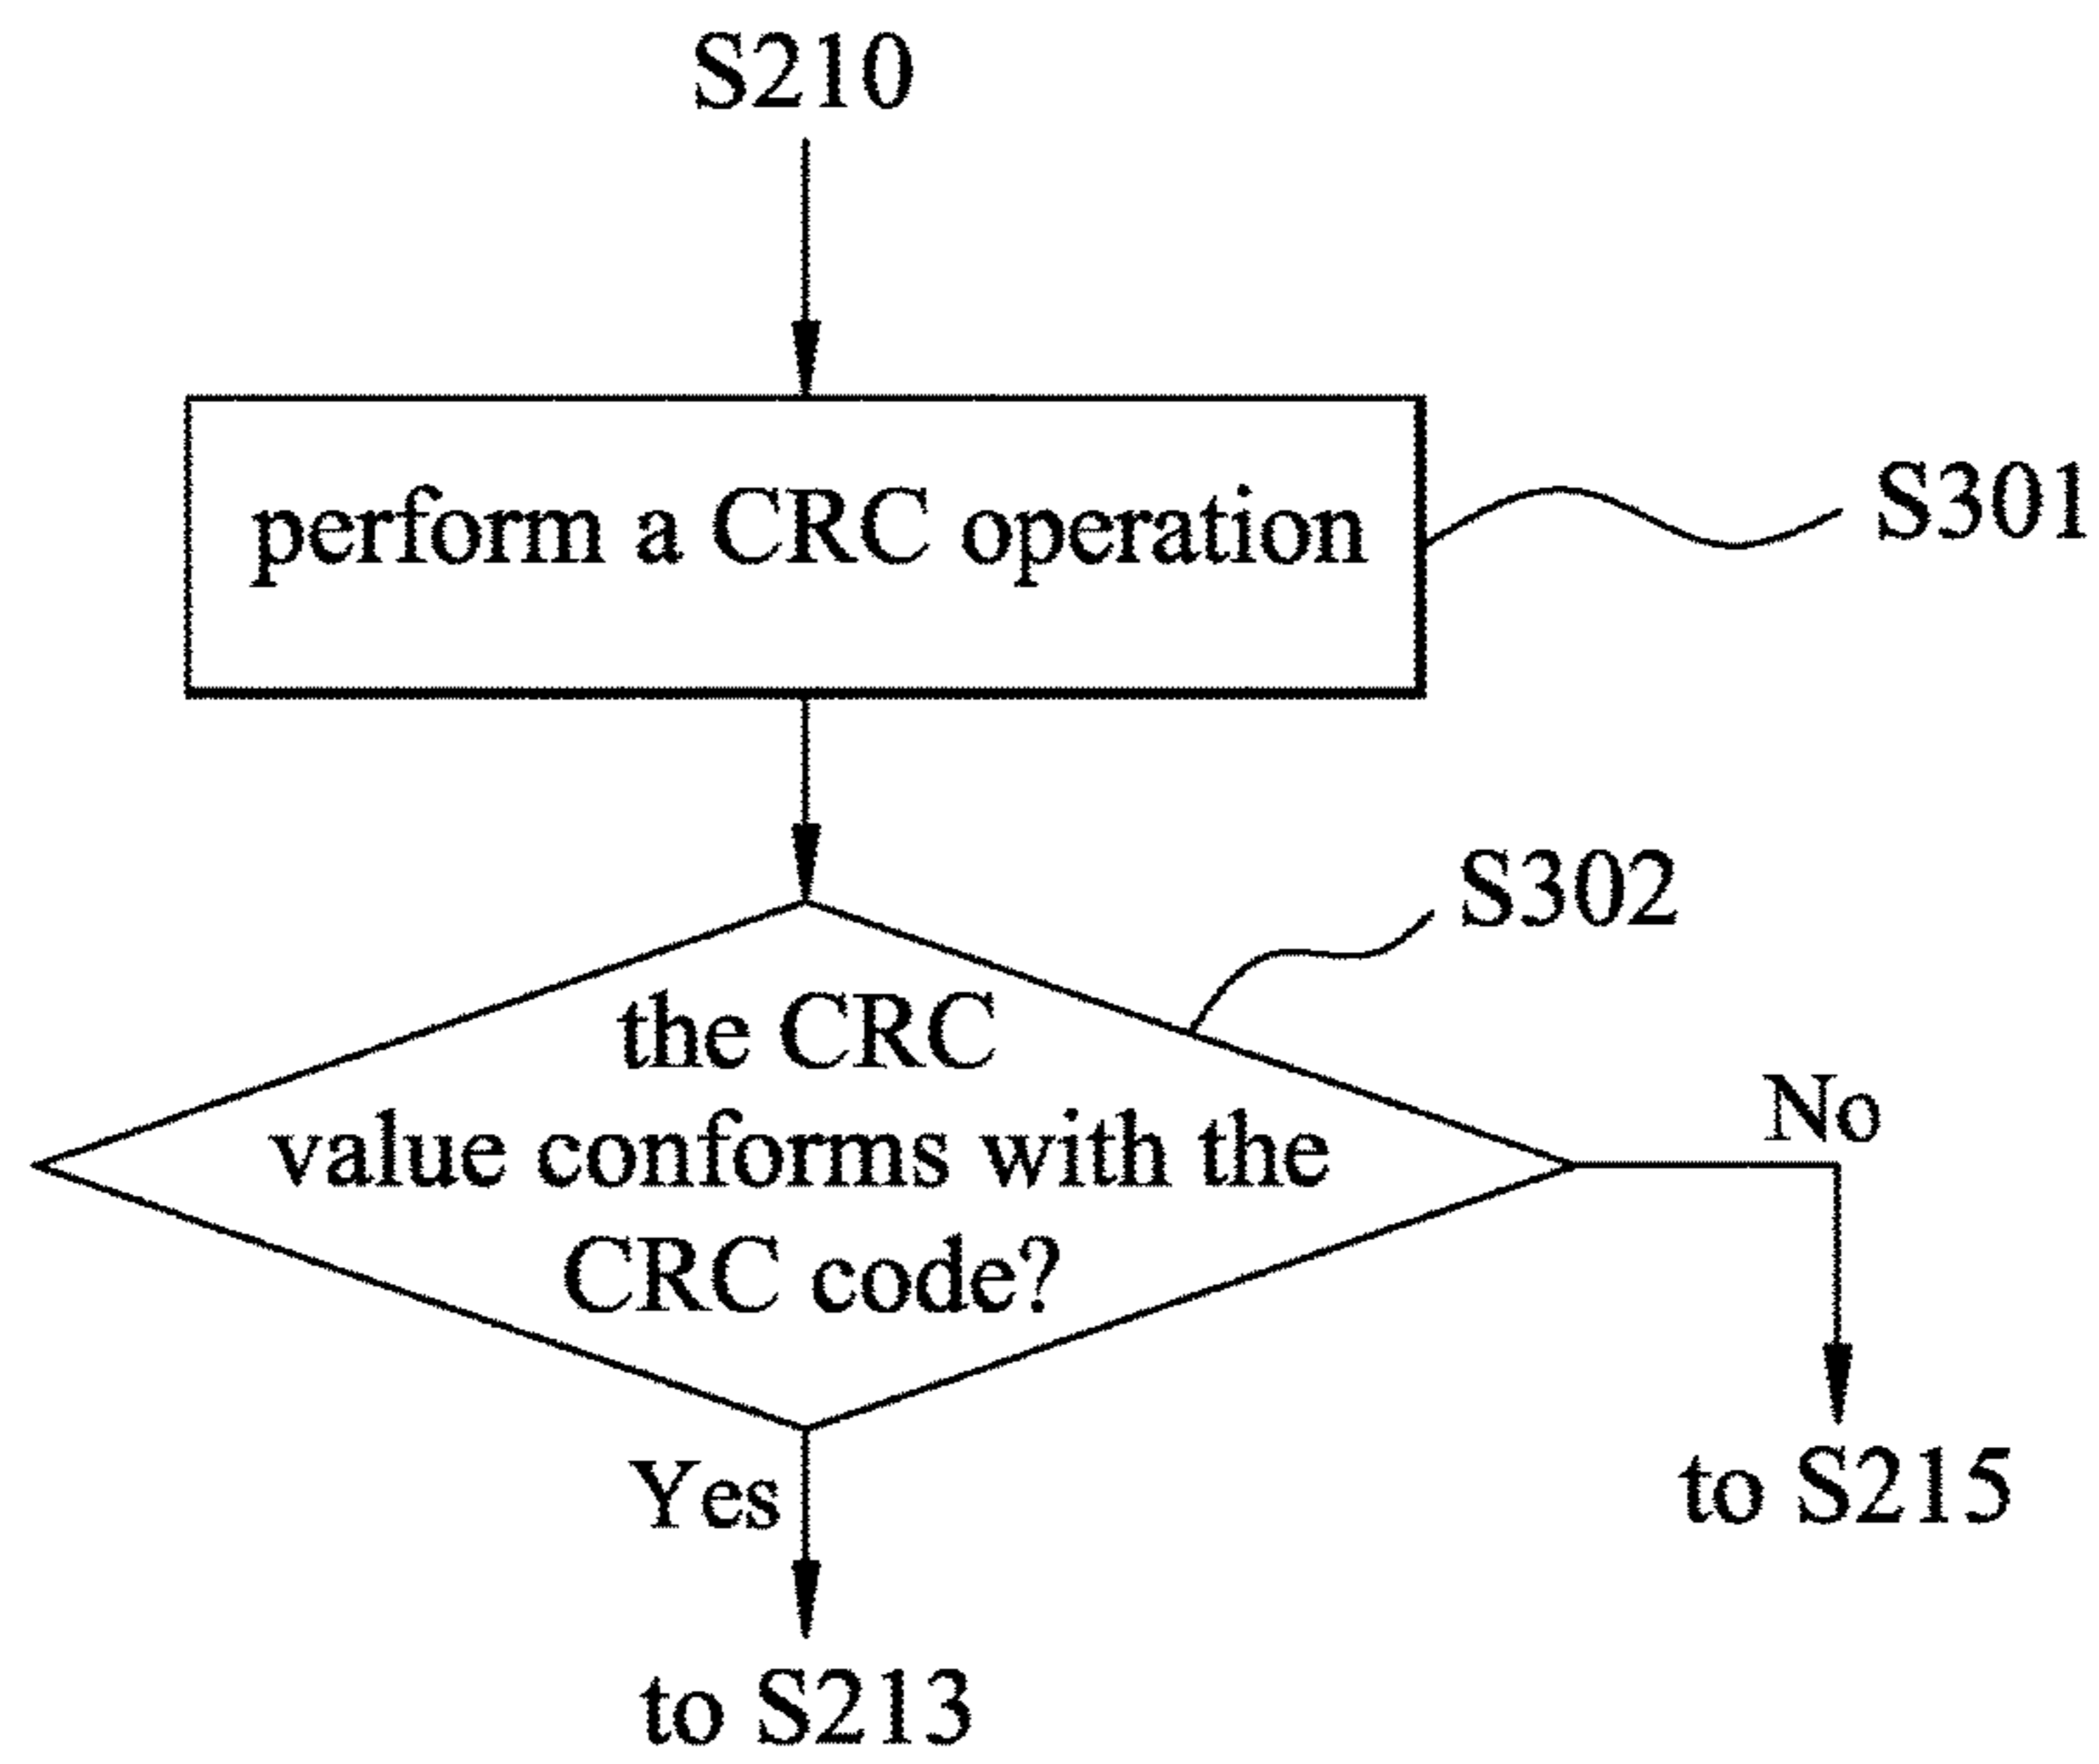 S210
perform a CRC operation
S301
S302
the CRC
value conforms with the
CRC code?
No
Yes
to S215
to S213